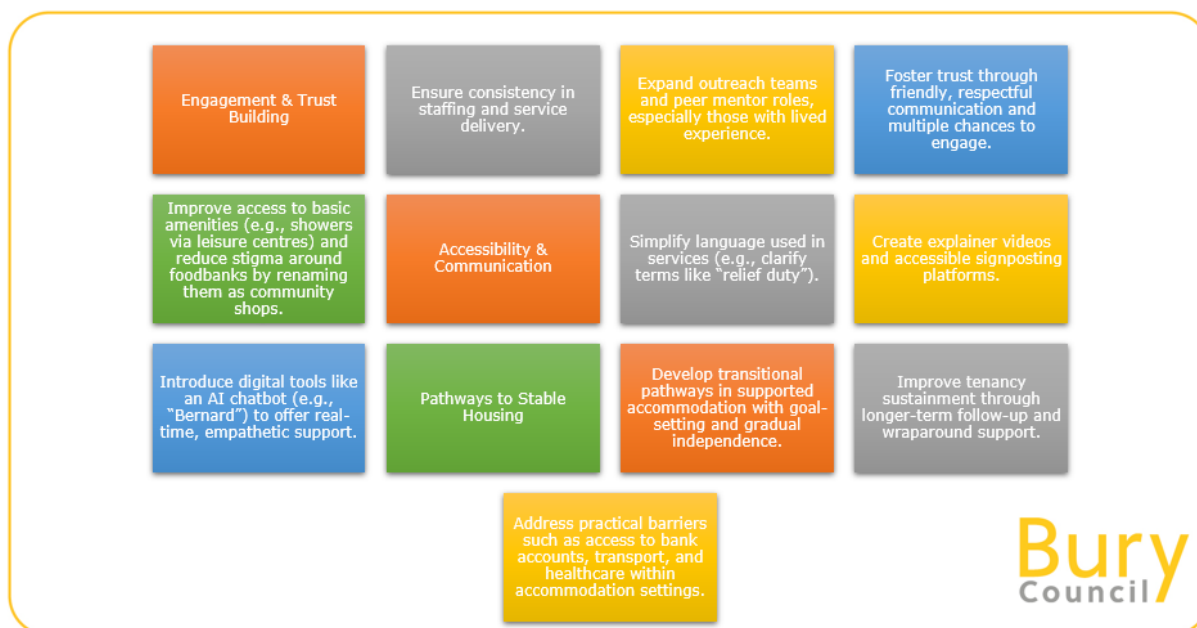 Engagement & Trust
Building
Ensure consistency in
staffing and service
delivery.
Expand outreach teams
and peer mentor roles,
especially those with lived
experience.
Foster trust through
friendly, respectful
communication and
multiple chances to
engage.
Improve access to basic
amenities (e.g., showers
via leisure centres) and
reduce stigma around
foodbanks by renaming
them as community
shops.
Accessibility &
Communication
Simplify language used in
services (e.g., clarify
terms like “relief duty”).
Create explainer videos
and accessible signposting
platforms.
Introduce digital tools like
an AI chatbot (e.g.,
“Bernard”) to offer real-
time, empathetic support.
Pathways to Stable
Housing
Develop transitional
pathways in supported
accommodation with goal-
setting and gradual
independence.
Improve tenancy
sustainment through
longer-term follow-up and
wraparound support.
Address practical barriers
such as access to bank
accounts, transport, and
healthcare within
accommodation settings.
Bury
Council